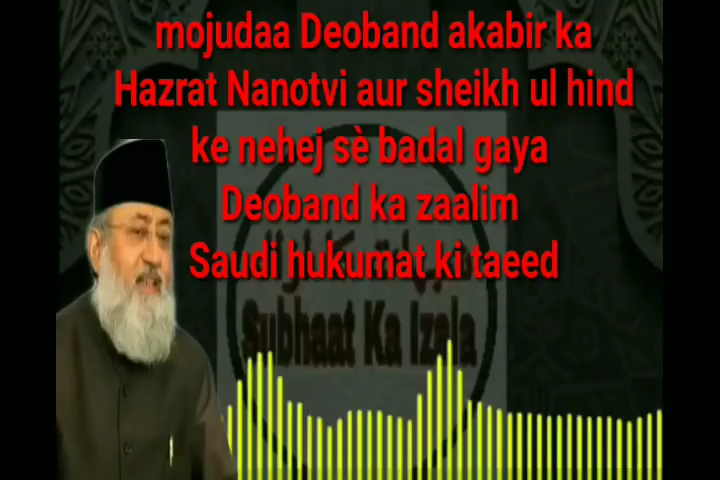 mojudaa Deoband akabir ka
Hazrat Nanotvi aur sheikh ul hind
ke nehej sè badal gaya
Deoband ka zaalim
Saudi hukumat ki taeed
Subhaat Ka Izala